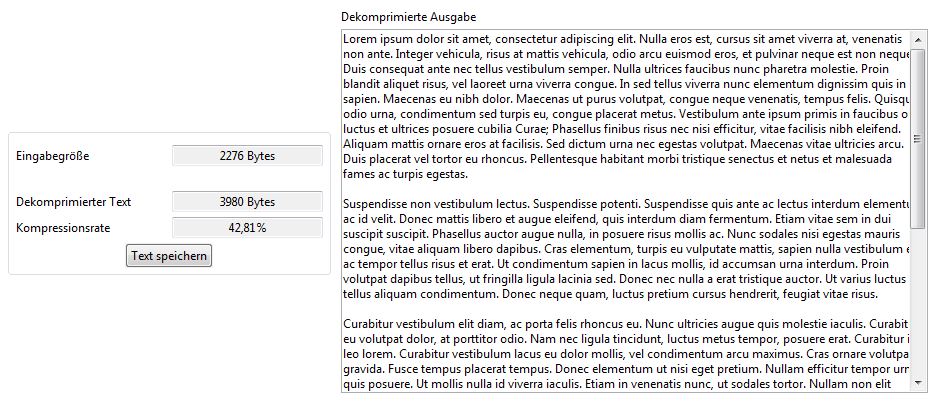 Dekomprimierte Ausgabe
Eingabegröße 2276 Bytes
Dekomprimierter Text 3980 Bytes
Kompressionsrate 42,81%
Text speichern
Lorem ipsum dolor sit amet, consectetur adipiscing elit. Nulla eros est, cursus sit amet viverra at, venenatis
non ante. Integer vehicula, risus at mattis vehicula, odio arcu euismod eros, et pulvinar neque est non neque
Duis consequat ante nec tellus vestibulum semper. Nulla ultrices faucibus nunc pharetra molestie. Proin
blandit aliquet risus, vel laoreet urna viverra congue. In sed tellus viverra nunc elementum dignissim quis in
sapien. Maecenas eu nibh dolor. Maecenas ut purus volutpat, congue neque venenatis, tempus felis. Quisqu
odio urna, condimentum sed turpis eu, congue placerat metus. Vestibulum ante ipsum primis in faucibus o
luctus et ultrices posuere cubilia Curae; Phasellus finibus risus nec nisi efficitur, vitae facilisis nibh eleifend.
Aliquam mattis ornare eros at facilisis. Sed dictum urna nec egestas volutpat. Maecenas vitae ultricies arcu.
Duis placerat vel tortor eu rhoncus. Pellentesque habitant morbi tristique senectus et netus et malesuada
fames ac turpis egestas.
Suspendisse non vestibulum lectus. Suspendisse potenti. Suspendisse quis ante ac lectus interdum elementu
ac id velit. Donec mattis libero et augue eleifend, quis interdum diam fermentum. Etiam vitae sem in dui
suscipit suscipit. Phasellus auctor augue nulla, in posuere risus mollis ac. Nunc sodales nisi egestas mauris
congue, vitae aliquam libero dapibus. Cras elementum, turpis eu vulputate mattis, sapien nulla vestibulum e
ac tempor tellus risus et erat. Ut condimentum sapien in lacus mollis, id accumsan urna interdum. Proin
volutpat dapibus tellus, ut fringilla ligula lacinia sed. Donec nec nulla a erat tristique auctor. Ut varius luctus
tellus aliquam condimentum. Donec neque quam, luctus pretium cursus hendrerit, feugiat vitae risus.
Curabitur vestibulum elit diam, ac porta felis rhoncus eu. Nunc ultricies augue quis molestie iaculis. Curabit
eu volutpat dolor, at porttitor odio. Nam nec ligula tincidunt, luctus metus tempor, posuere erat. Curabitur i
leo lorem. Curabitur vestibulum lacus eu dolor mollis, vel condimentum arcu maximus. Cras ornare volutpa
gravida. Fusce tempus placerat tempus. Donec elementum ut nisi eget pretium. Nullam efficitur tempor urn
quis posuere. Ut mollis nulla id viverra iaculis. Etiam in venenatis nunc, ut sodales tortor. Nullam non elit